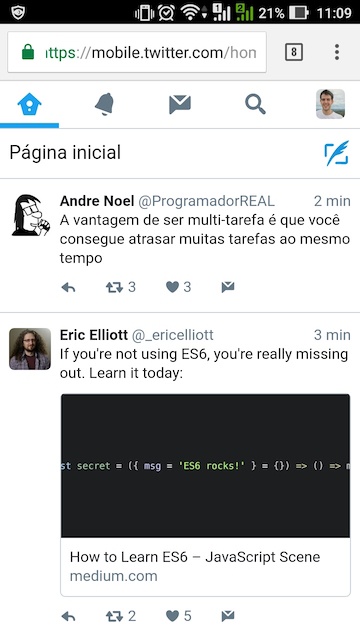 21% 11:09
https://mobile.twitter.com/hon
8
Página inicial
Andre Noel @ProgramadorREAL 2 min
A vantagem de ser multi-tarefa é que você
consegue atrasar muitas tarefas ao mesmo
tempo
3 3
Eric Elliott @_ericelliott 3 min
If you're not using ES6, you're really missing
out. Learn it today:
st secret = ({ msg = 'ES6 rocks!' } = {}) => () => m
How to Learn ES6 – JavaScript Scene
medium.com
2 5